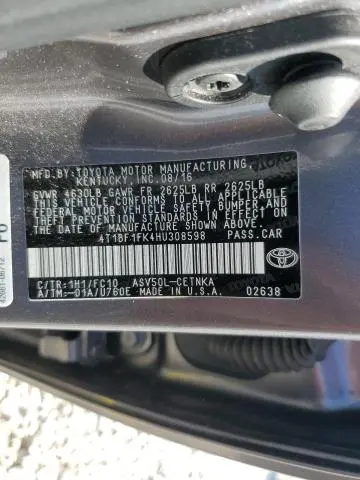 MFD. BY: TOYOTA MOTOR MANUFACTURING,
KENTUCKY, INC. 08/16
GVWR 4630LB GAWR FR 2625LB RR 2625LB
THIS VEHICLE CONFORMS TO ALL APPLICABLE
FEDERAL MOTOR VEHICLE SAFETY, BUMPER, AND
THEFT PREVENTION STANDARDS IN EFFECT ON
THE DATE OF MANUFACTURE SHOWN ABOVE.
4T1BF1FK4HU308598 PASS.CAR
C/TR: 1H1/FC10 ASV50L-CETNKA
A/TM: -01A/U760E MADE IN U.S.A. 02638